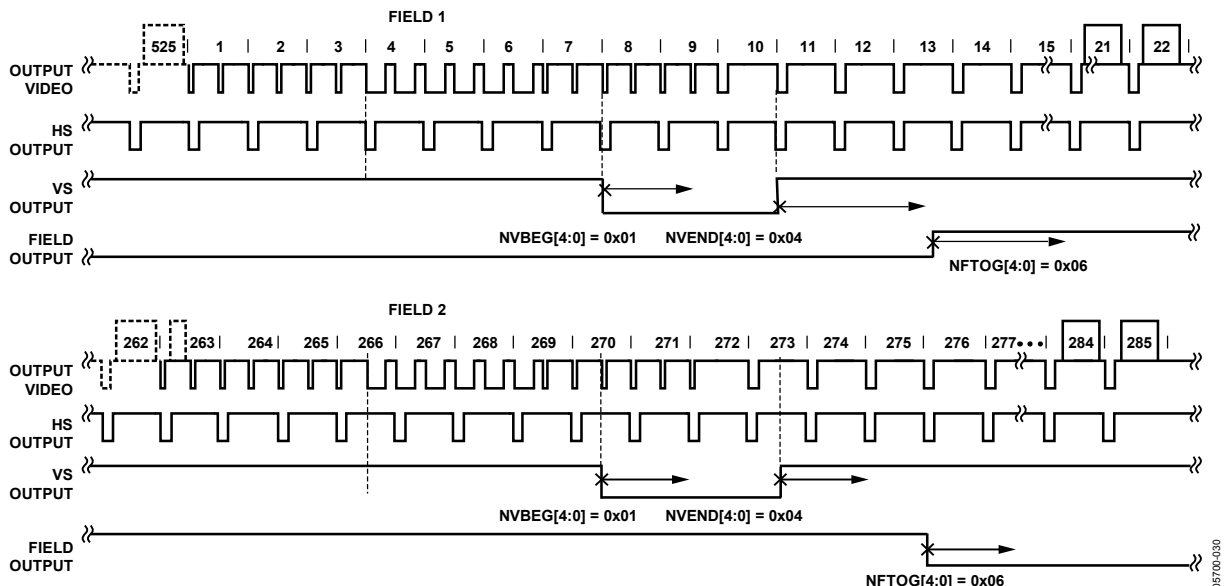 FIELD 1
525 1 2 3 4 5 6 7 8 9 10 11 12 13 14 15 21 22
OUTPUT
VIDEO
HS
OUTPUT
VS
OUTPUT
NVBEG[4:0] = 0x01 NVEND[4:0] = 0x04
FIELD
OUTPUT
NFTOG[4:0] = 0x06
FIELD 2
262 263 264 265 266 267 268 269 270 271 272 273 274 275 276 277 284 285
OUTPUT
VIDEO
HS
OUTPUT
VS
OUTPUT
NVBEG[4:0] = 0x01 NVEND[4:0] = 0x04
FIELD
OUTPUT
NFTOG[4:0] = 0x06
05700-030